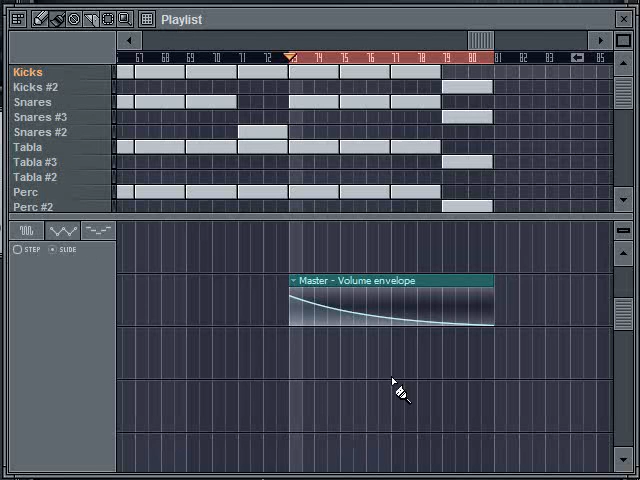 Playlist
67 68 69 70 71 72 73 74 75 76 77 78 79 80 81 82 83 84 85
Kicks
Kicks #2
Snares
Snares #3
Snares #2
Tabla
Tabla #3
Tabla #2
Perc
Perc #2
STEP SLIDE
Master - Volume envelope